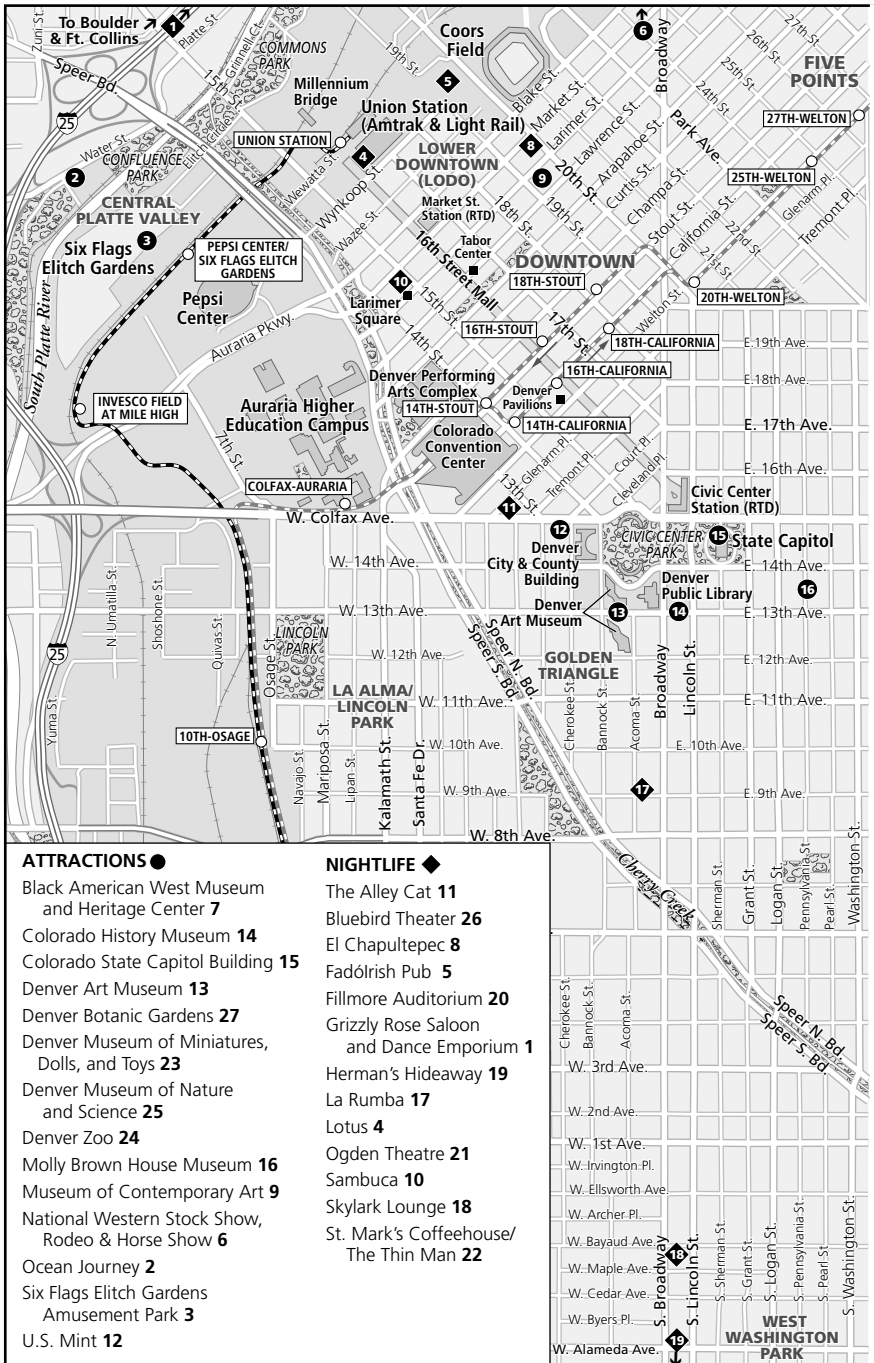 To Boulder
& Ft. Collins
1
Zuni St.
Platte St.
Speer Bd.
15th St.
Grinnell Ct.
COMMONS
PARK
19th St.
Coors
Field
6
Broadway
27th St.
26th St.
25th St.
24th St.
FIVE
POINTS
Millennium
Bridge
5
Union Station
(Amtrak & Light Rail)
Blake St.
Market St.
Larimer St.
Lawrence St.
Arapahoe St.
Curtis St.
Champa St.
Park Ave.
27TH-WELTON
25
Water St.
CONFLUENCE
PARK
Elitch Garden
UNION STATION
Wewatta St.
4
LOWER
DOWNTOWN
(LODO)
8
9
20th St.
19th St.
18th St.
25TH-WELTON
Glenarm Pl.
Tremont Pl.
2
CENTRAL
PLATTE VALLEY
Wynkoop St.
Wazee St.
Market St.
Station (RTD)
Stout St.
California St.
22nd St.
21st St.
3
Six Flags
Elitch Gardens
PEPSI CENTER/
SIX FLAGS ELITCH
GARDENS
16th Street Mall
Tabor
Center
DOWNTOWN
18TH-STOUT
20TH-WELTON
Pepsi
Center
South Platte River
Auraria Pkwy.
10
Larimer
Square
15th St.
14th St.
16TH-STOUT
17th St.
Welton St.
18TH-CALIFORNIA
E.19th Ave.
16TH-CALIFORNIA
E.18th Ave.
Denver Performing
Arts Complex
Denver
Pavilions
14TH-STOUT
INVESCO FIELD
AT MILE HIGH
Auraria Higher
Education Campus
7th St.
Colorado
Convention
Center
14TH-CALIFORNIA
E. 17th Ave.
Glenarm Pl.
Tremont Pl.
Court Pl.
Cleveland Pl.
E. 16th Ave.
COLFAX-AURARIA
13th St.
11
Civic Center
Station (RTD)
W. Colfax Ave.
12
CIVIC CENTER
PARK
15
State Capitol
Denver
City & County
Building
W. 14th Ave.
E. 14th Ave.
Denver
Public Library
16
N. Umatilla St.
Shoshone St.
Quivas St.
Osage St.
W. 13th Ave.
Denver
Art Museum
13
14
E. 13th Ave.
LINCOLN
PARK
Speer N. Bd.
Speer S. Bd.
W. 12th Ave.
GOLDEN
TRIANGLE
E. 12th Ave.
25
Yuma St.
LA ALMA/
LINCOLN
PARK
W. 11th Ave.
Cherokee St.
Bannock St.
Acoma St.
Broadway
Lincoln St.
E. 11th Ave.
10TH-OSAGE
W. 10th Ave.
E. 10th Ave.
Navajo St.
Mariposa St.
Lipan St.
Kalamath St.
Santa Fe Dr.
W. 9th Ave.
17
E. 9th Ave.
W. 8th Ave.
Cherry Creek
Sherman St.
Grant St.
Logan St.
Pennsylvania St.
Pearl St.
Washington St.
Cherokee St.
Bannock St.
Acoma St.
Speer N. Bd.
Speer S. Bd.
W. 3rd Ave.
W. 2nd Ave.
W. 1st Ave.
W. Irvington Pl.
W. Ellsworth Ave.
W. Archer Pl.
W. Bayaud Ave.
18
W. Maple Ave.
W. Cedar Ave.
W. Byers Pl.
19
W. Alameda Ave.
S. Broadway
S. Lincoln St.
S. Sherman St.
S. Grant St.
S. Logan St.
S. Pennsylvania St.
S. Pearl St.
S. Washington St.
WEST
WASHINGTON
PARK
ATTRACTIONS
Black American West Museum
and Heritage Center 7
Colorado History Museum 14
Colorado State Capitol Building 15
Denver Art Museum 13
Denver Botanic Gardens 27
Denver Museum of Miniatures,
Dolls, and Toys 23
Denver Museum of Nature
and Science 25
Denver Zoo 24
Molly Brown House Museum 16
Museum of Contemporary Art 9
National Western Stock Show,
Rodeo & Horse Show 6
Ocean Journey 2
Six Flags Elitch Gardens
Amusement Park 3
U.S. Mint 12
NIGHTLIFE
The Alley Cat 11
Bluebird Theater 26
El Chapultepec 8
FadóIrish Pub 5
Fillmore Auditorium 20
Grizzly Rose Saloon
and Dance Emporium 1
Herman's Hideaway 19
La Rumba 17
Lotus 4
Ogden Theatre 21
Sambuca 10
Skylark Lounge 18
St. Mark's Coffeehouse/
The Thin Man 22